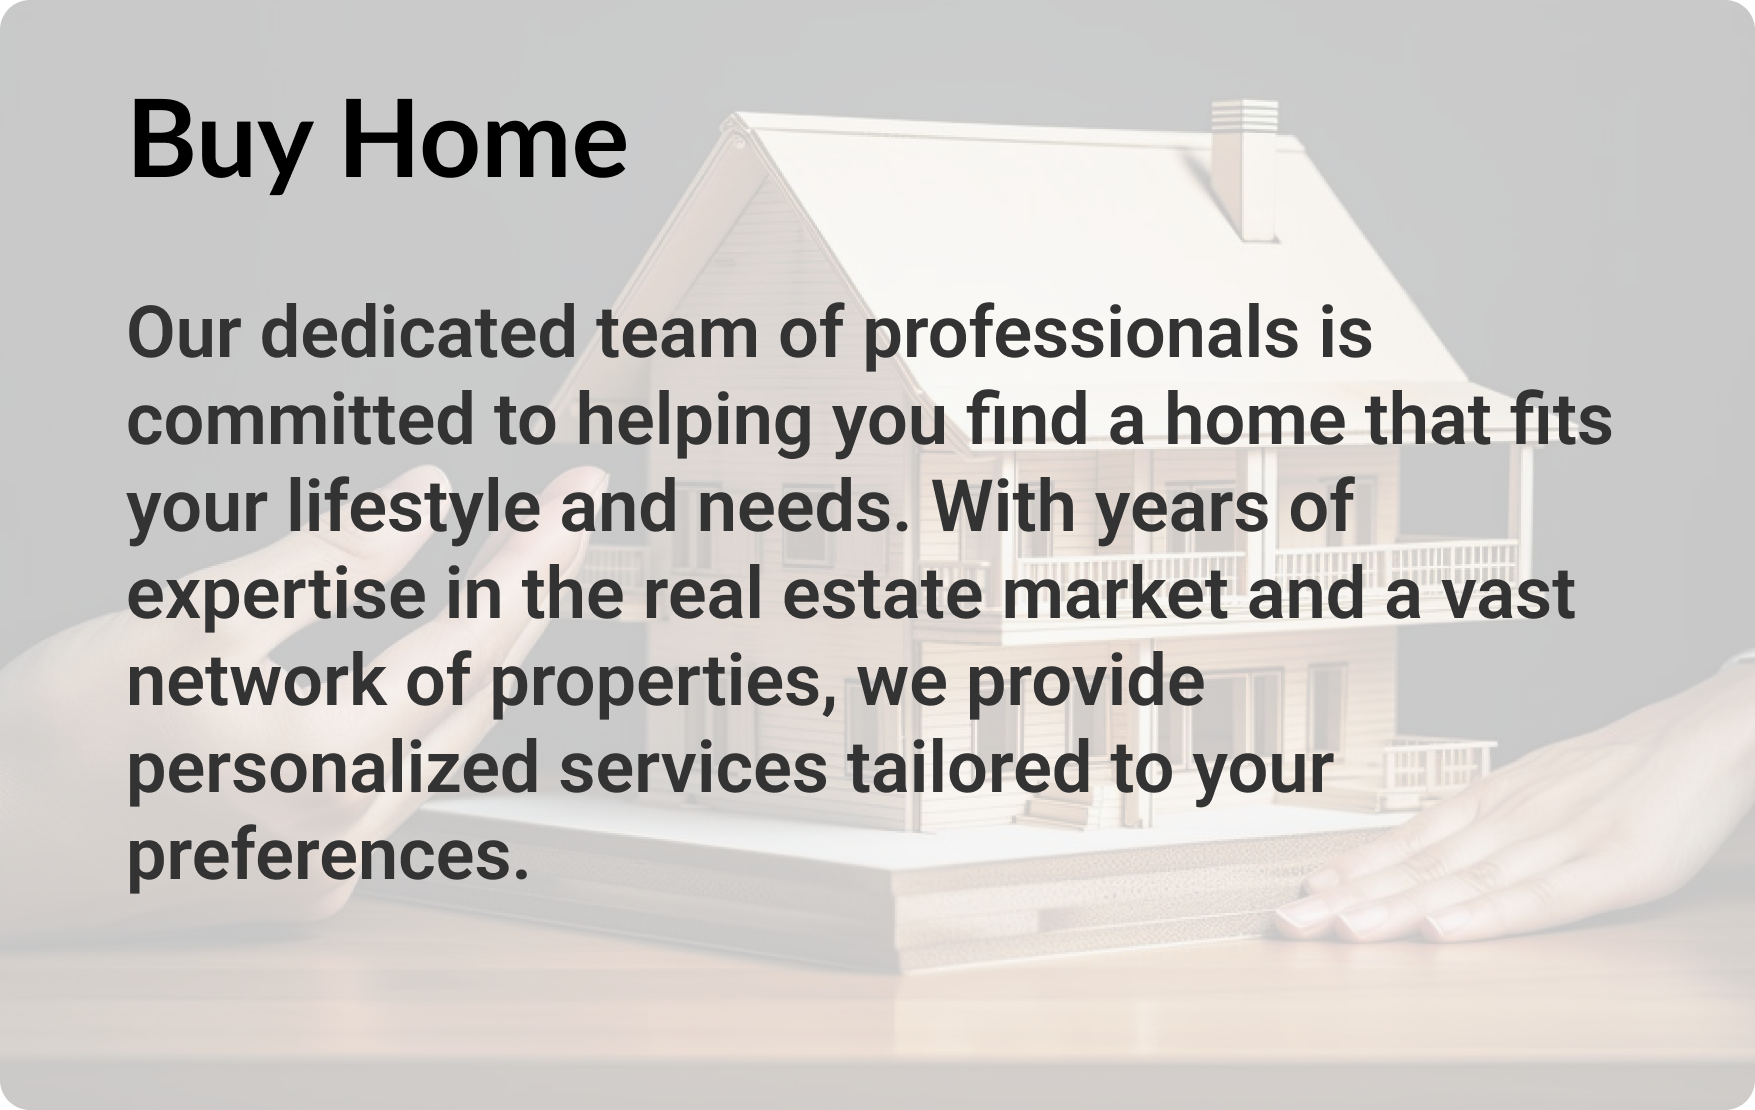 Buy Home
Our dedicated team of professionals is
committed to helping you find a home that fits
your lifestyle and needs. With years of
expertise in the real estate market and a vast
network of properties, we provide
personalized services tailored to your
preferences.